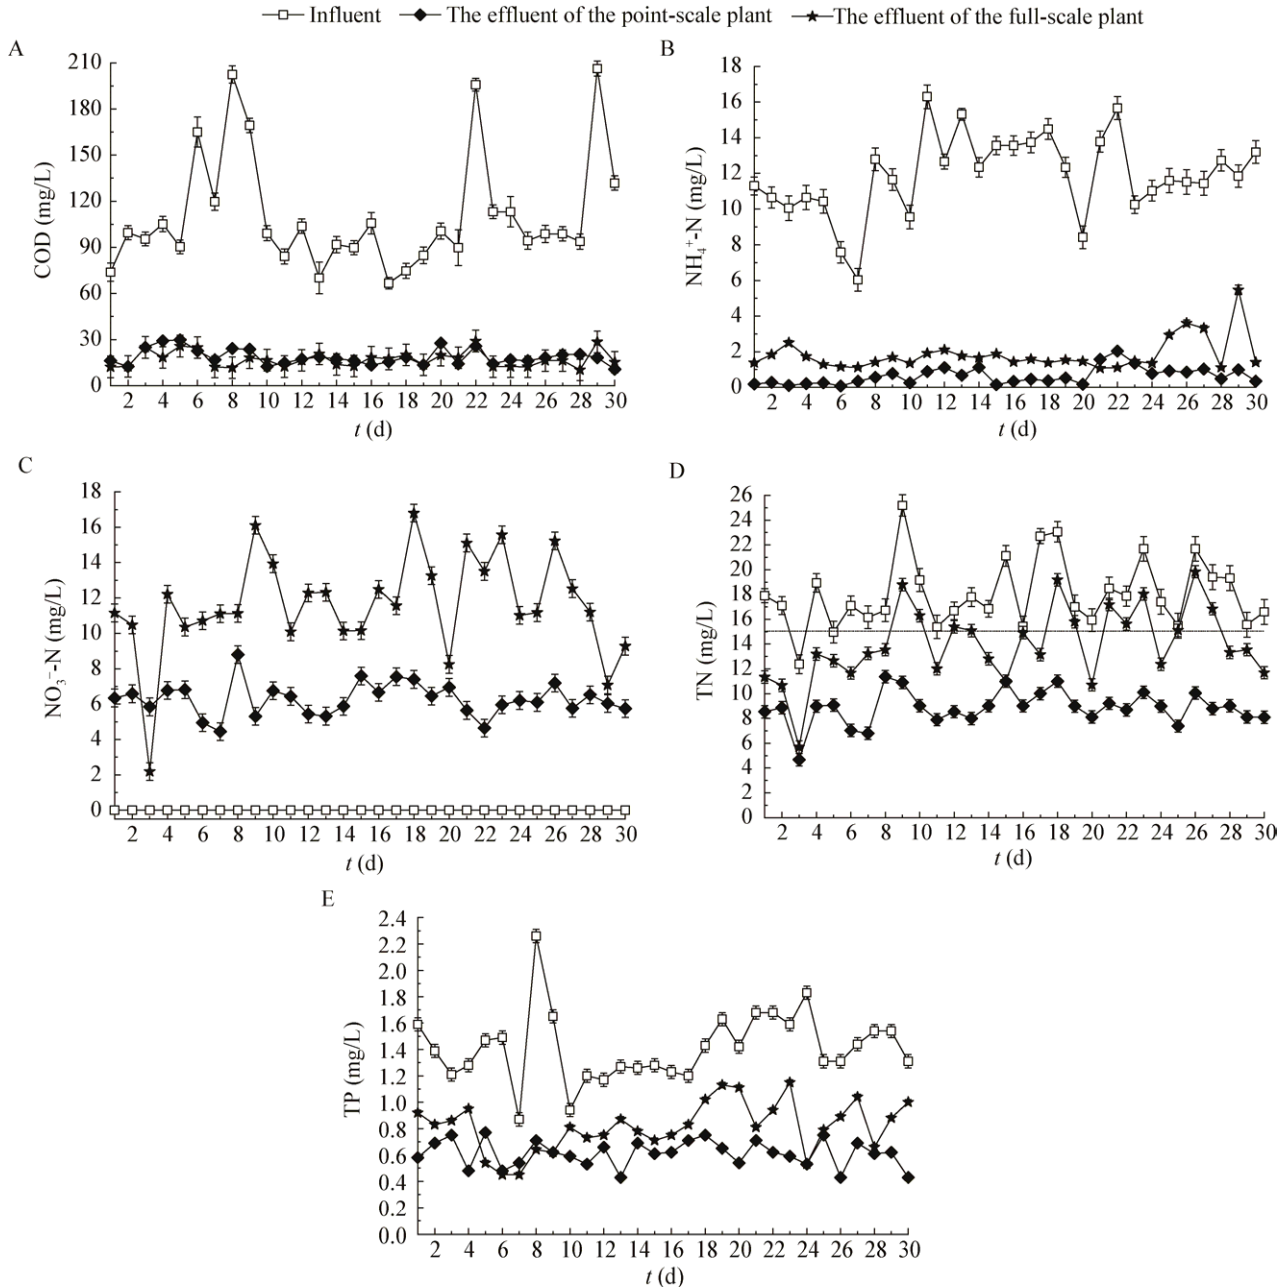 Influent The effluent of the point-scale plant The effluent of the full-scale plant
A
COD (mg/L)
210
180
150
120
90
60
30
0
2 4 6 8 10 12 14 16 18 20 22 24 26 28 30
t (d)
B
NH₄⁺-N (mg/L)
18
16
14
12
10
8
6
4
2
0
2 4 6 8 10 12 14 16 18 20 22 24 26 28 30
t (d)
C
NO₃⁻-N (mg/L)
18
16
14
12
10
8
6
4
2
0
2 4 6 8 10 12 14 16 18 20 22 24 26 28 30
t (d)
D
TN (mg/L)
26
24
22
20
18
16
14
12
10
8
6
4
2
0
2 4 6 8 10 12 14 16 18 20 22 24 26 28 30
t (d)
E
TP (mg/L)
2.4
2.2
2.0
1.8
1.6
1.4
1.2
1.0
0.8
0.6
0.4
0.2
0.0
2 4 6 8 10 12 14 16 18 20 22 24 26 28 30
t (d)